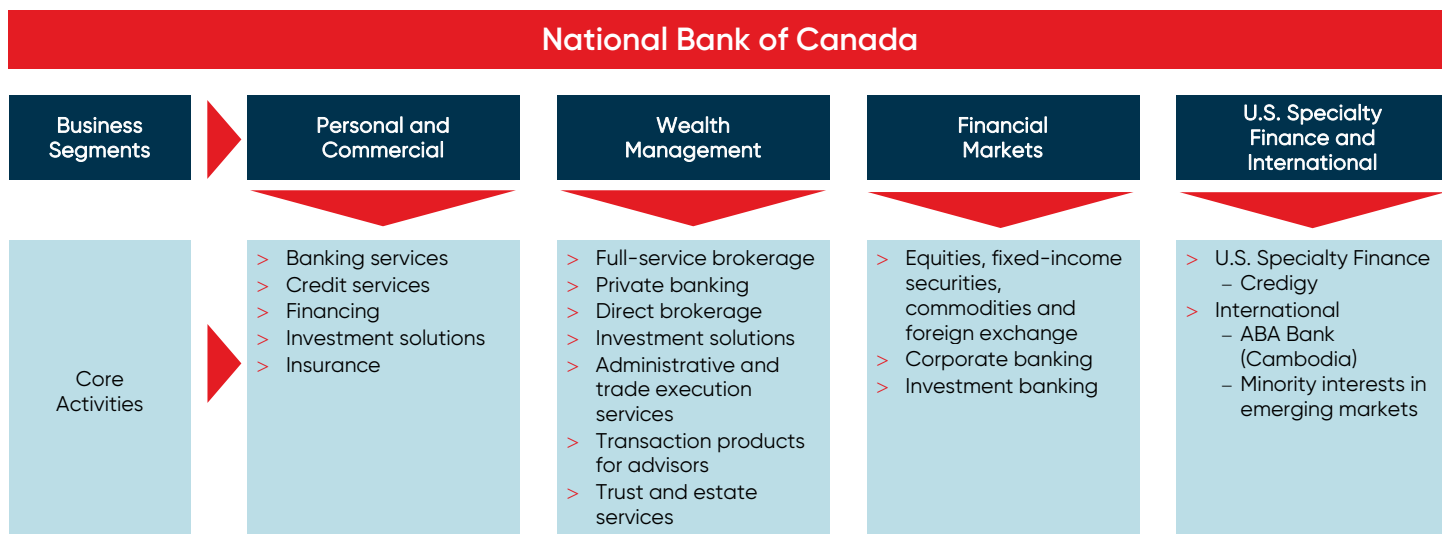 National Bank of Canada
Business
Segments
Personal and
Commercial
Wealth
Management
Financial
Markets
U.S. Specialty
Finance and
International
Core
Activities
> Banking services
> Credit services
> Financing
> Investment solutions
> Insurance
> Full-service brokerage
> Private banking
> Direct brokerage
> Investment solutions
> Administrative and
trade execution
services
> Transaction products
for advisors
> Trust and estate
services
> Equities, fixed-income
securities,
commodities and
foreign exchange
> Corporate banking
> Investment banking
> U.S. Specialty Finance
– Credigy
> International
– ABA Bank
(Cambodia)
– Minority interests in
emerging markets